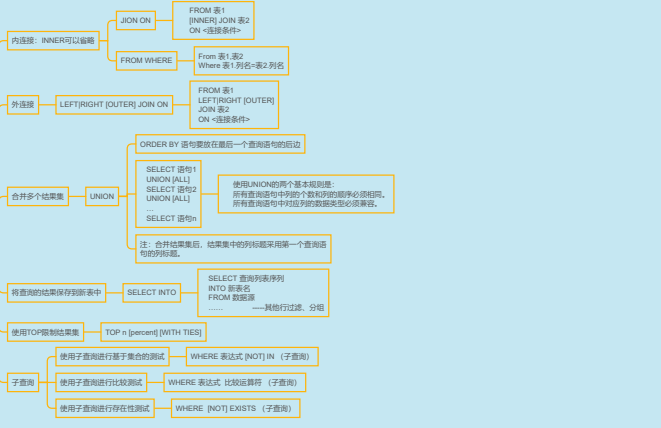 内连接：INNER可以省略
JION ON
FROM 表1
[INNER] JOIN 表2
ON <连接条件>
FROM WHERE
From 表1,表2
Where 表1.列名=表2.列名
外连接
LEFT|RIGHT [OUTER] JOIN ON
FROM 表1
LEFT|RIGHT [OUTER]
JOIN 表2
ON <连接条件>
合并多个结果集
UNION
ORDER BY 语句要放在最后一个查询语句的后边
SELECT 语句1
UNION [ALL]
SELECT 语句2
UNION [ALL]
…
SELECT 语句n
使用UNION的两个基本规则是：
所有查询语句中列的个数和列的顺序必须相同。
所有查询语句中对应列的数据类型必须兼容。
注：合并结果集后，结果集中的列标题采用第一个查询语
句的列标题。
将查询的结果保存到新表中
SELECT INTO
SELECT 查询列表序列
INTO 新表名
FROM 数据源
…… ——其他行过滤、分组
使用TOP限制结果集
TOP n [percent] [WITH TIES]
子查询
使用子查询进行基于集合的测试
WHERE 表达式 [NOT] IN （子查询）
使用子查询进行比较测试
WHERE 表达式 比较运算符 （子查询）
使用子查询进行存在性测试
WHERE [NOT] EXISTS （子查询）